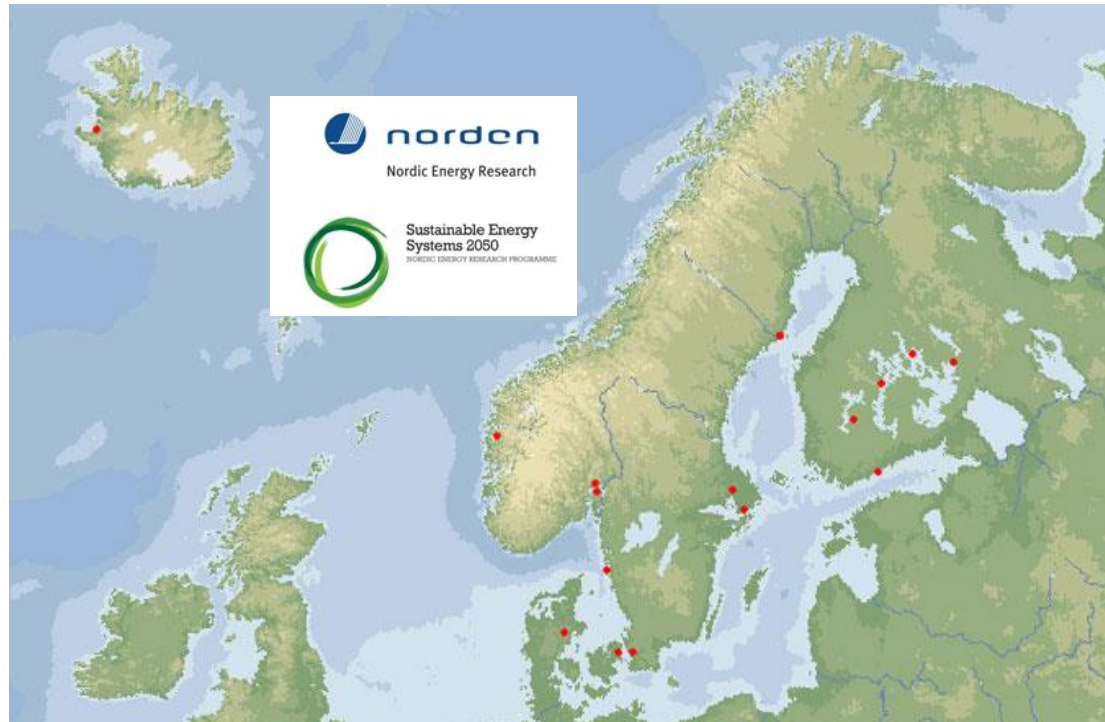 norden
Nordic Energy Research
Sustainable Energy
Systems 2050
NORDIC ENERGY RESEARCH PROGRAMME